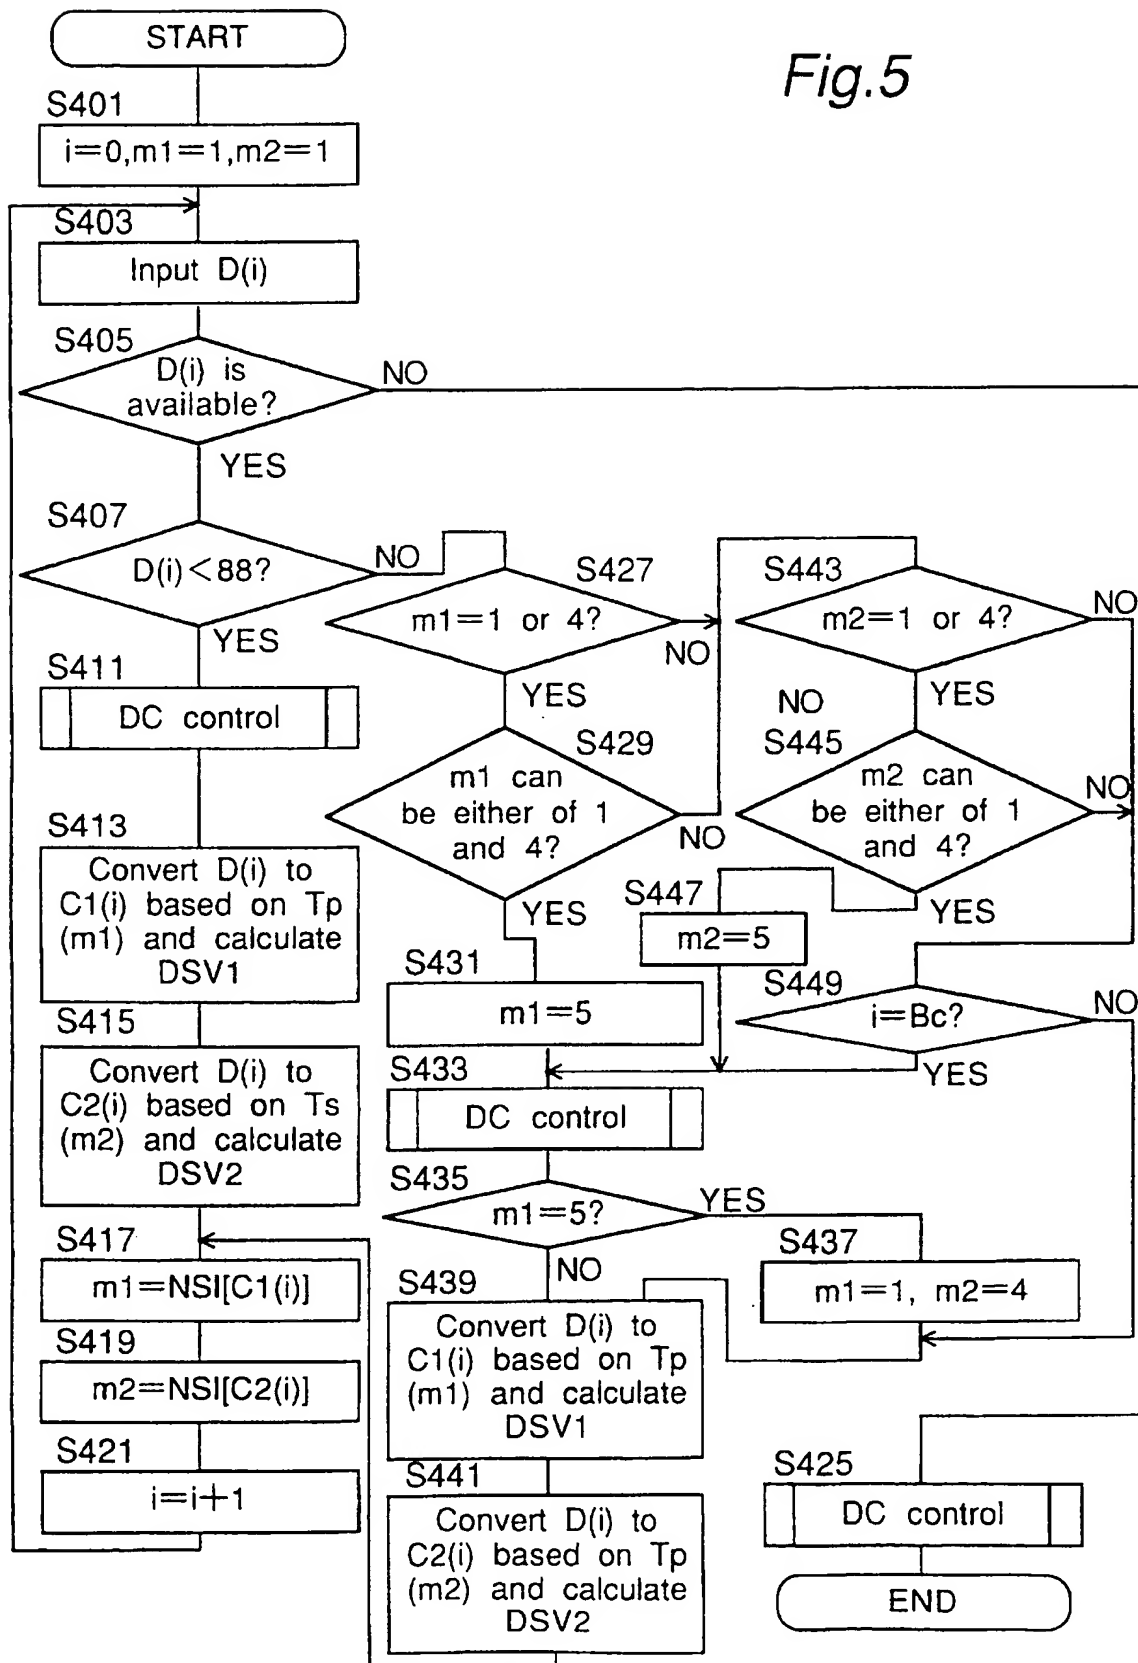 START
Fig.5
S401
i=0,m1=1,m2=1
S403
Input D(i)
S405
D(i) is
available?
NO
YES
S407
D(i)<88?
NO
YES
S411
DC control
S413
Convert D(i) to
C1(i) based on Tp
(m1) and calculate
DSV1
S415
Convert D(i) to
C2(i) based on Ts
(m2) and calculate
DSV2
S417
m1=NSI[C1(i)]
S419
m2=NSI[C2(i)]
S421
i=i+1
S427
m1=1 or 4?
NO
YES
S429
m1 can
be either of 1
and 4?
NO
YES
S431
m1=5
S433
DC control
S435
m1=5?
YES
NO
S437
m1=1, m2=4
S439
Convert D(i) to
C1(i) based on Tp
(m1) and calculate
DSV1
S441
Convert D(i) to
C2(i) based on Tp
(m2) and calculate
DSV2
S443
m2=1 or 4?
NO
YES
NO
S445
m2 can
be either of 1
and 4?
NO
YES
S447
m2=5
S449
i=Bc?
NO
YES
S425
DC control
END